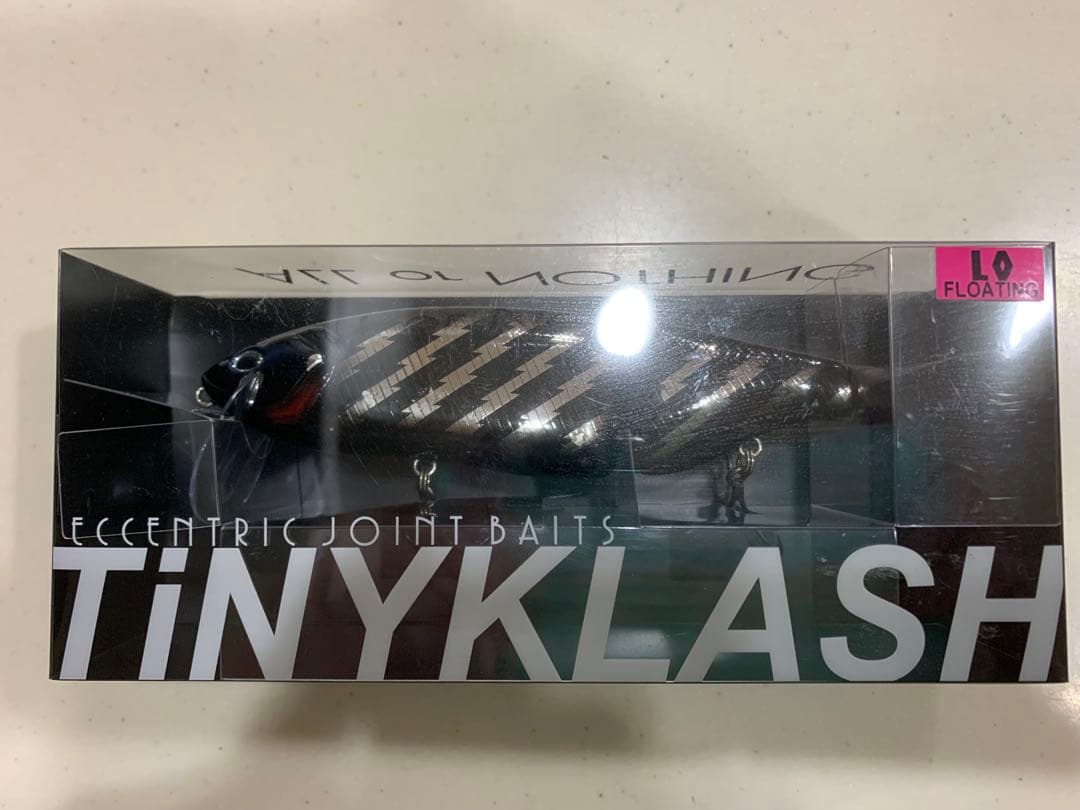 ALL or NOTHING
LO
FLOATING
ECCENTRIC JOINT BAITS
TiNYKLASH